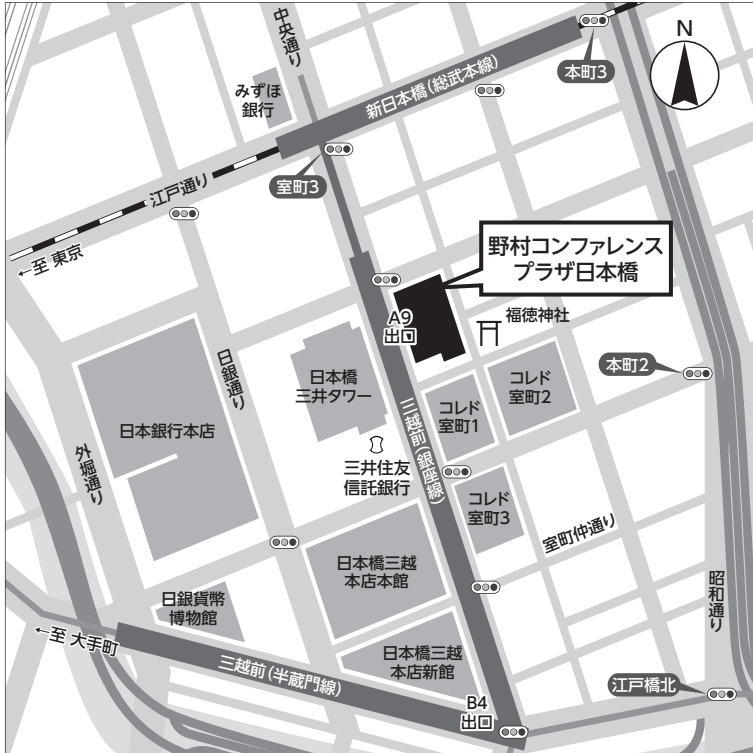 中央通り
本町3
N
みずほ
銀行
新日本橋(総武本線)
室町3
江戸通り
←至 東京
野村コンファレンス
プラザ日本橋
A9
出口
福徳神社
日銀通り
日本橋
三井タワー
コレド
室町1
コレド
室町2
本町2
日本銀行本店
外堀通り
三井住友
信託銀行
三越前(銀座線)
コレド
室町3
室町仲通り
日本橋三越
本店本館
昭和通り
日銀貨幣
博物館
←至 大手町
三越前(半蔵門線)
日本橋三越
本店新館
B4
出口
江戸橋北